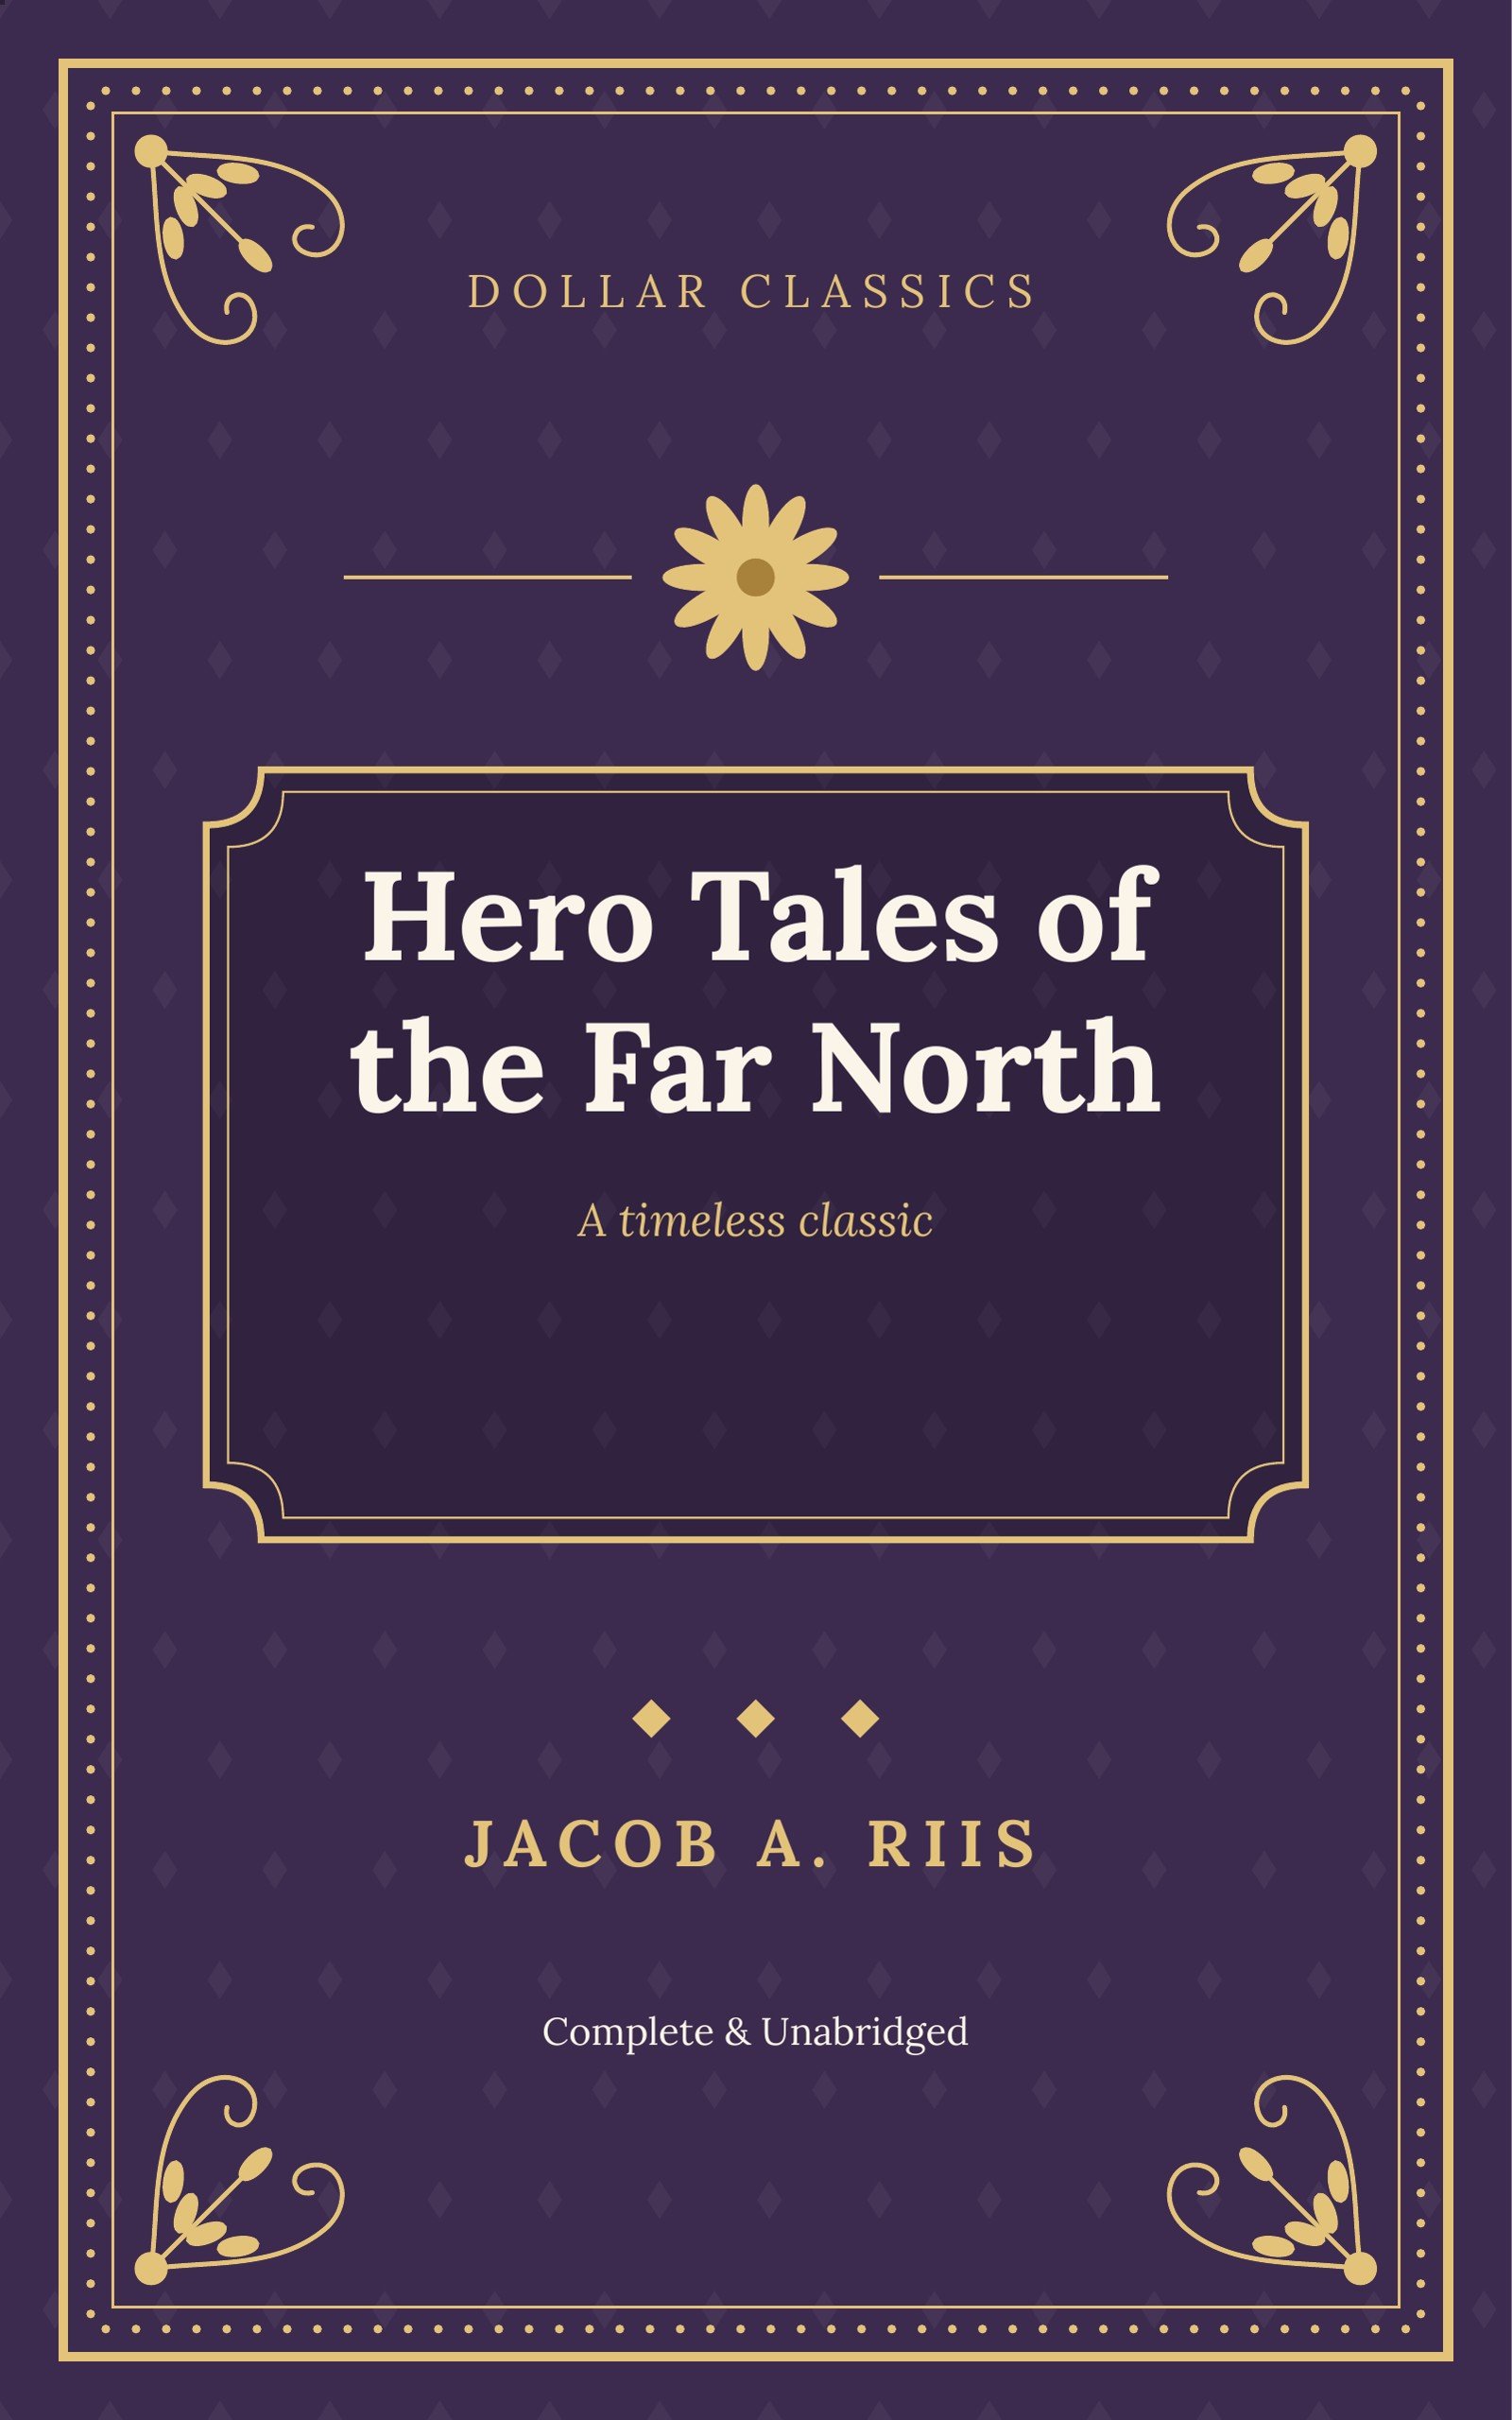 DOLLAR CLASSICS
Hero Tales of
the Far North
A timeless classic
JACOB A. RIIS
Complete & Unabridged